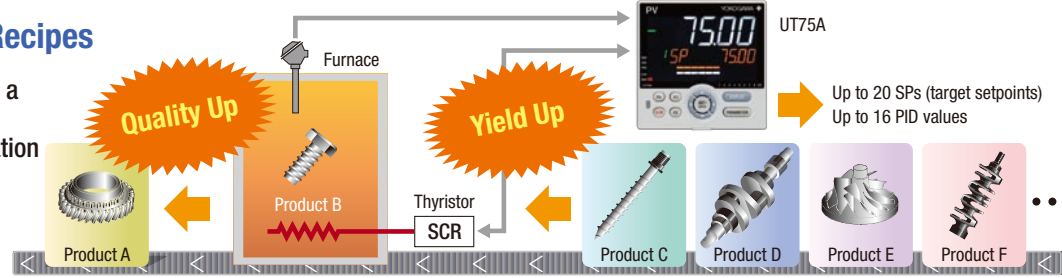 Recipes
a
tion
Quality Up
Furnace
Product B
Thyristor
SCR
Yield Up
PV
YOKOGAWA
75.00
SP 75.00
UT75A
Up to 20 SPs (target setpoints)
Up to 16 PID values
Product A
Product C
Product D
Product E
Product F